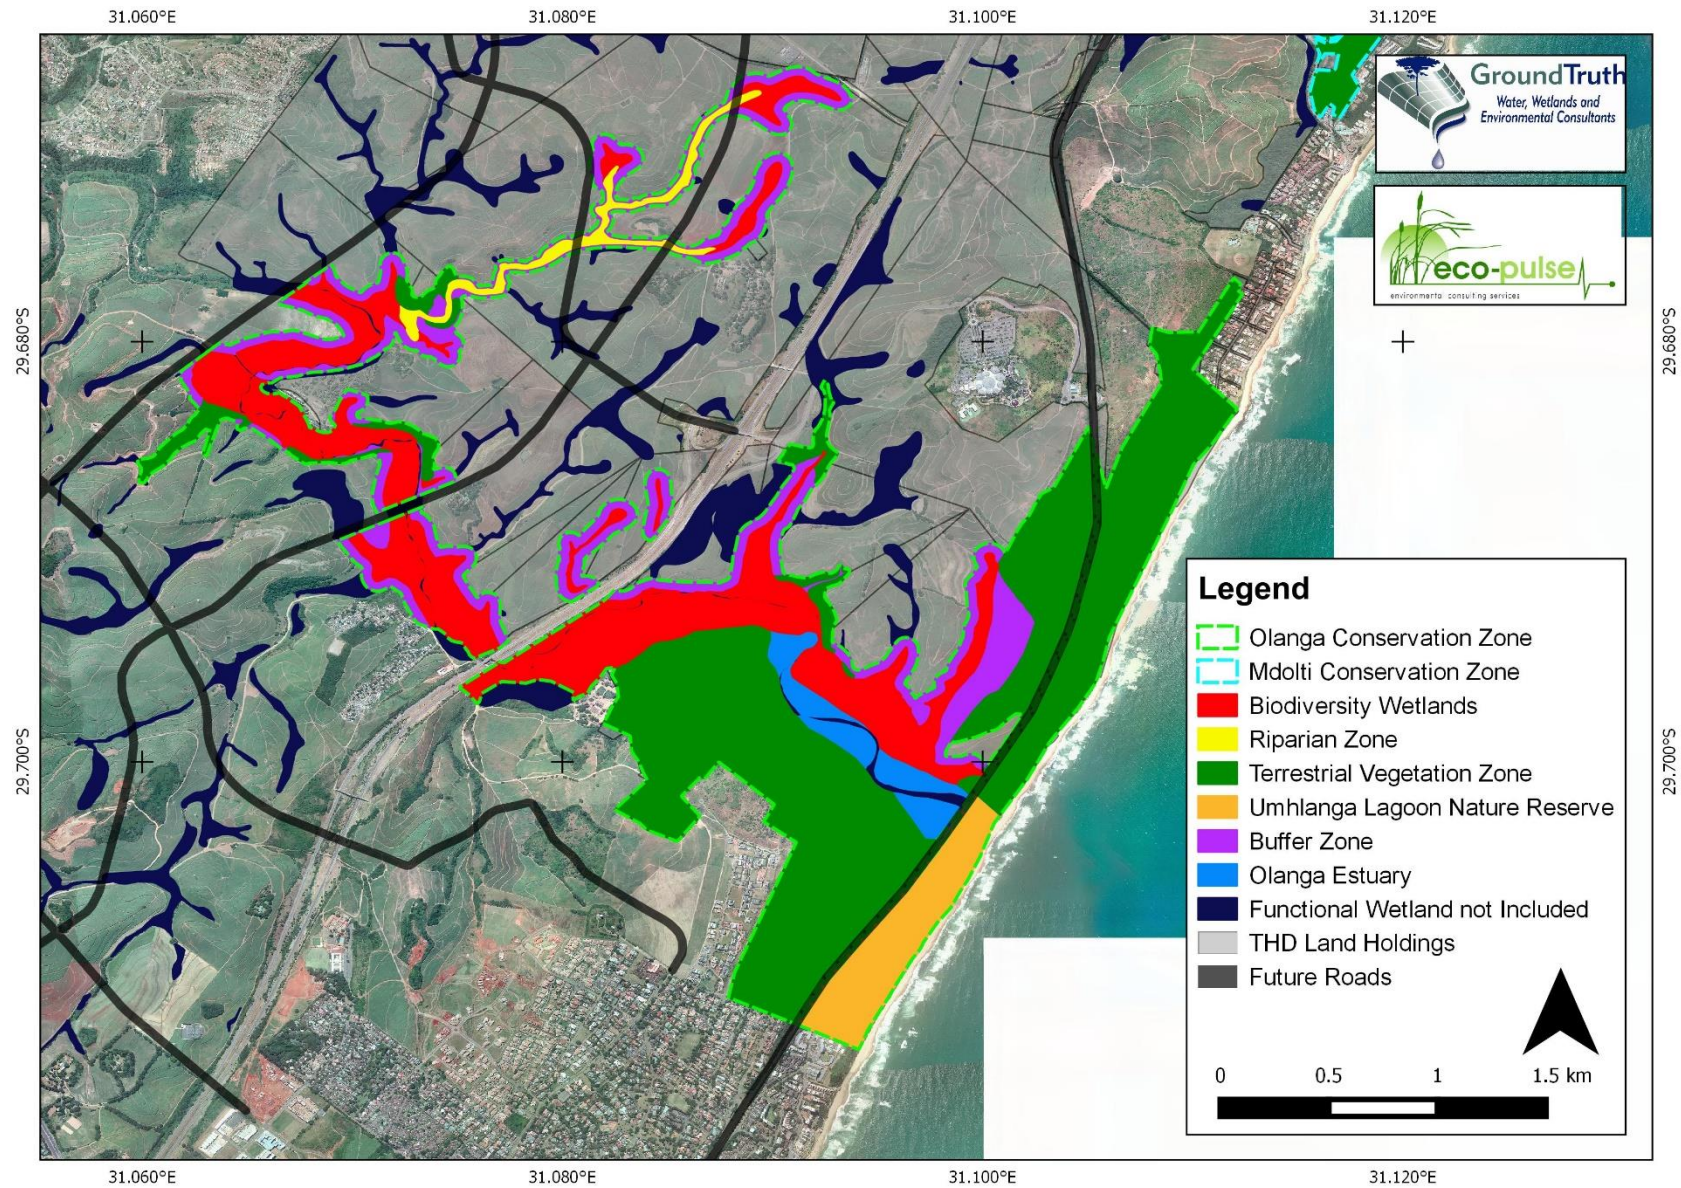 31.060°E
31.080°E
31.100°E
31.120°E
GroundTruth
Water, Wetlands and
Environmental Consultants
eco-pulse
environmental consulting services
29.680°S
29.680°S
Legend
Olanga Conservation Zone
Mdolti Conservation Zone
Biodiversity Wetlands
Riparian Zone
Terrestrial Vegetation Zone
Umhlanga Lagoon Nature Reserve
Buffer Zone
Olanga Estuary
Functional Wetland not Included
THD Land Holdings
Future Roads
29.700°S
29.700°S
0 0.5 1 1.5 km
31.060°E
31.080°E
31.100°E
31.120°E